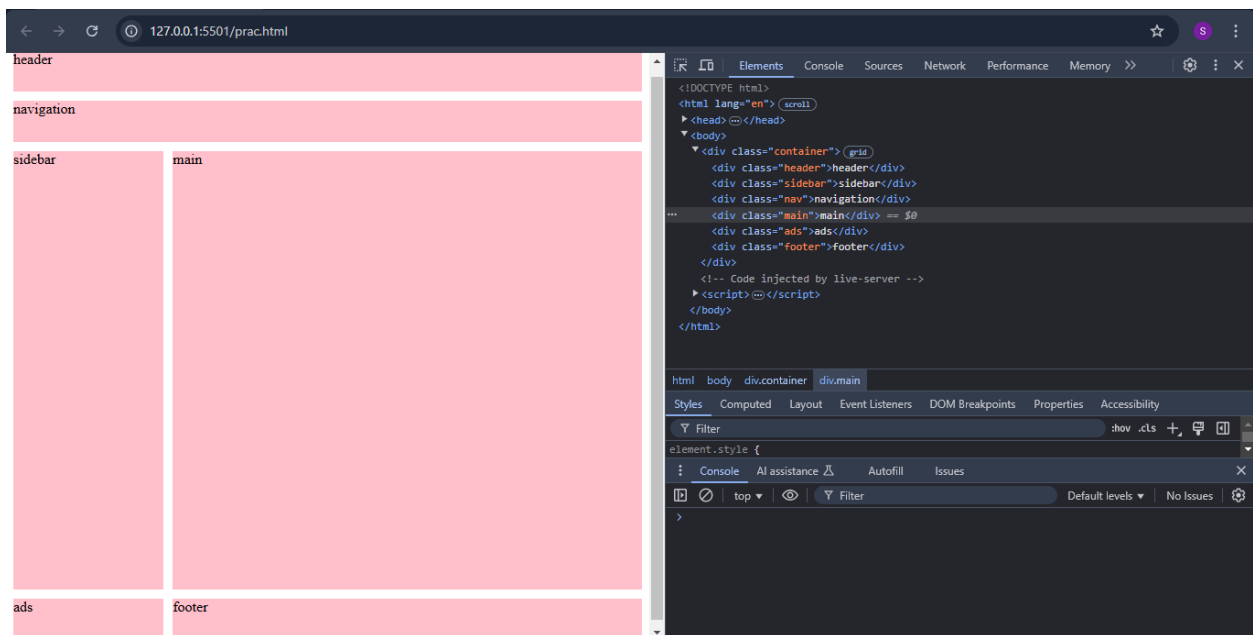 127.0.0.1:5501/prac.html
S
header
navigation
sidebar
main
ads
footer
Elements
Console
Sources
Network
Performance
Memory
<!DOCTYPE html>
<html lang="en"> scroll
<head> ⋯ </head>
<body>
<div class="container"> grid
<div class="header">header</div>
<div class="sidebar">sidebar</div>
<div class="nav">navigation</div>
<div class="main">main</div> == $0
<div class="ads">ads</div>
<div class="footer">footer</div>
</div>
<!-- Code injected by live-server -->
<script> ⋯ </script>
</body>
</html>
html body div.container div.main
Styles Computed Layout Event Listeners DOM Breakpoints Properties Accessibility
Filter :hov .cls
element.style {
Console AI assistance Autofill Issues
top Filter Default levels No Issues